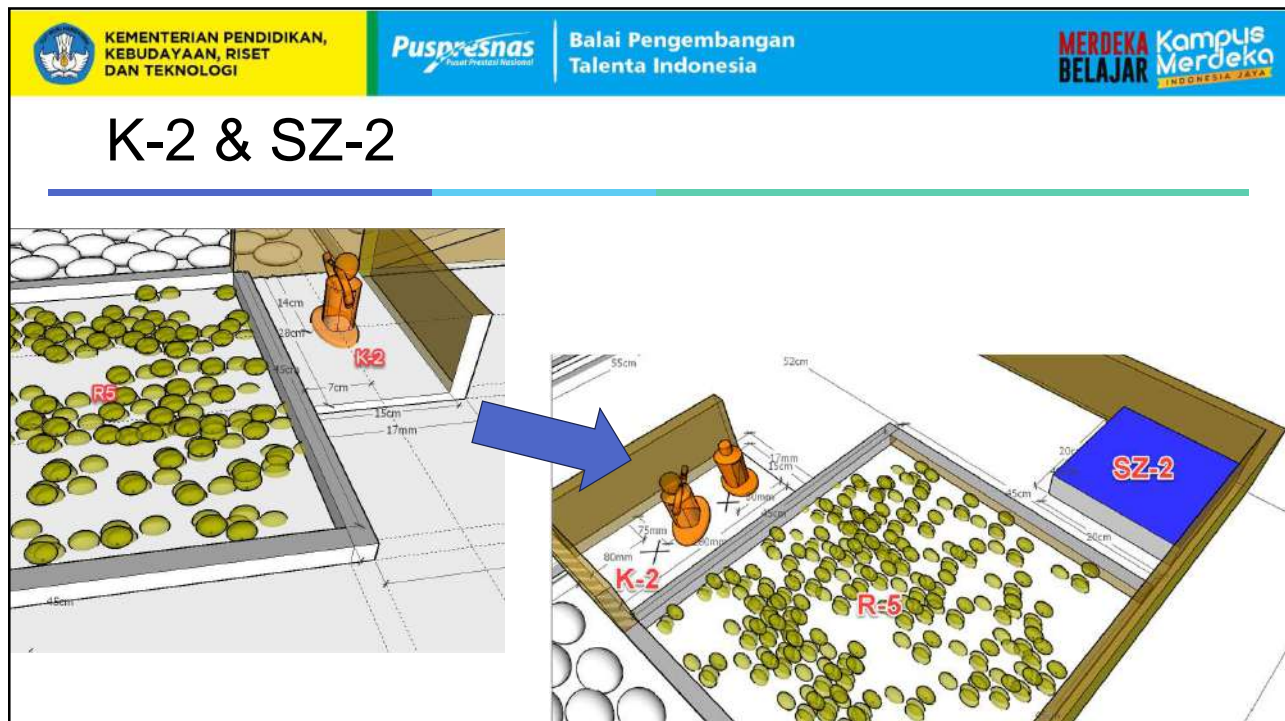 KEMENTERIAN PENDIDIKAN,
KEBUDAYAAN, RISET
DAN TEKNOLOGI
Puspresnas
Pusat Prestasi Nasional
Balai Pengembangan
Talenta Indonesia
MERDEKA
BELAJAR
Kampus
Merdeka
INDONESIA JAYA
K-2 & SZ-2
14cm
28cm
K-2
45cm
R5
7cm
15cm
17mm
45cm
55cm
52cm
SZ-2
17mm
15cm
45cm
45cm
75mm
80mm
20cm
K-2
R-5